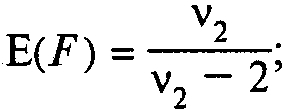 E(F) = ν₂ / (ν₂ − 2);